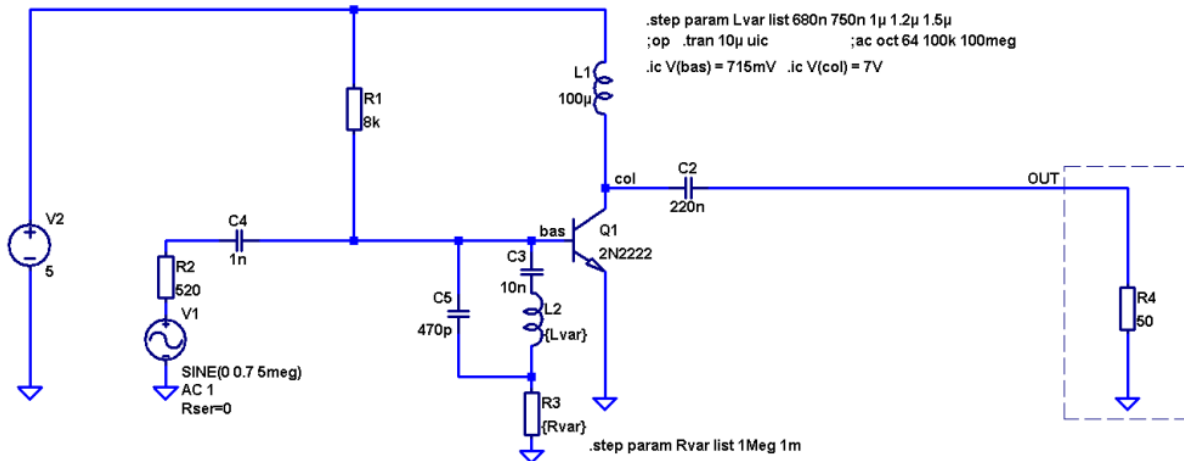 .step param Lvar list 680n 750n 1µ 1.2µ 1.5µ
;op .tran 10µ uic ;ac oct 64 100k 100meg
.ic V(bas) = 715mV .ic V(col) = 7V
L1
100µ
R1
8k
C2
col
OUT
220n
V2
5
C4
1n
bas
Q1
2N2222
R2
520
C3
10n
C5
470p
L2
{Lvar}
V1
R4
50
SINE(0 0.7 5meg)
AC 1
Rser=0
R3
{Rvar}
.step param Rvar list 1Meg 1m